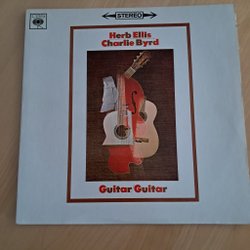 STEREO
Herb Ellis
Charlie Byrd
Guitar Guitar